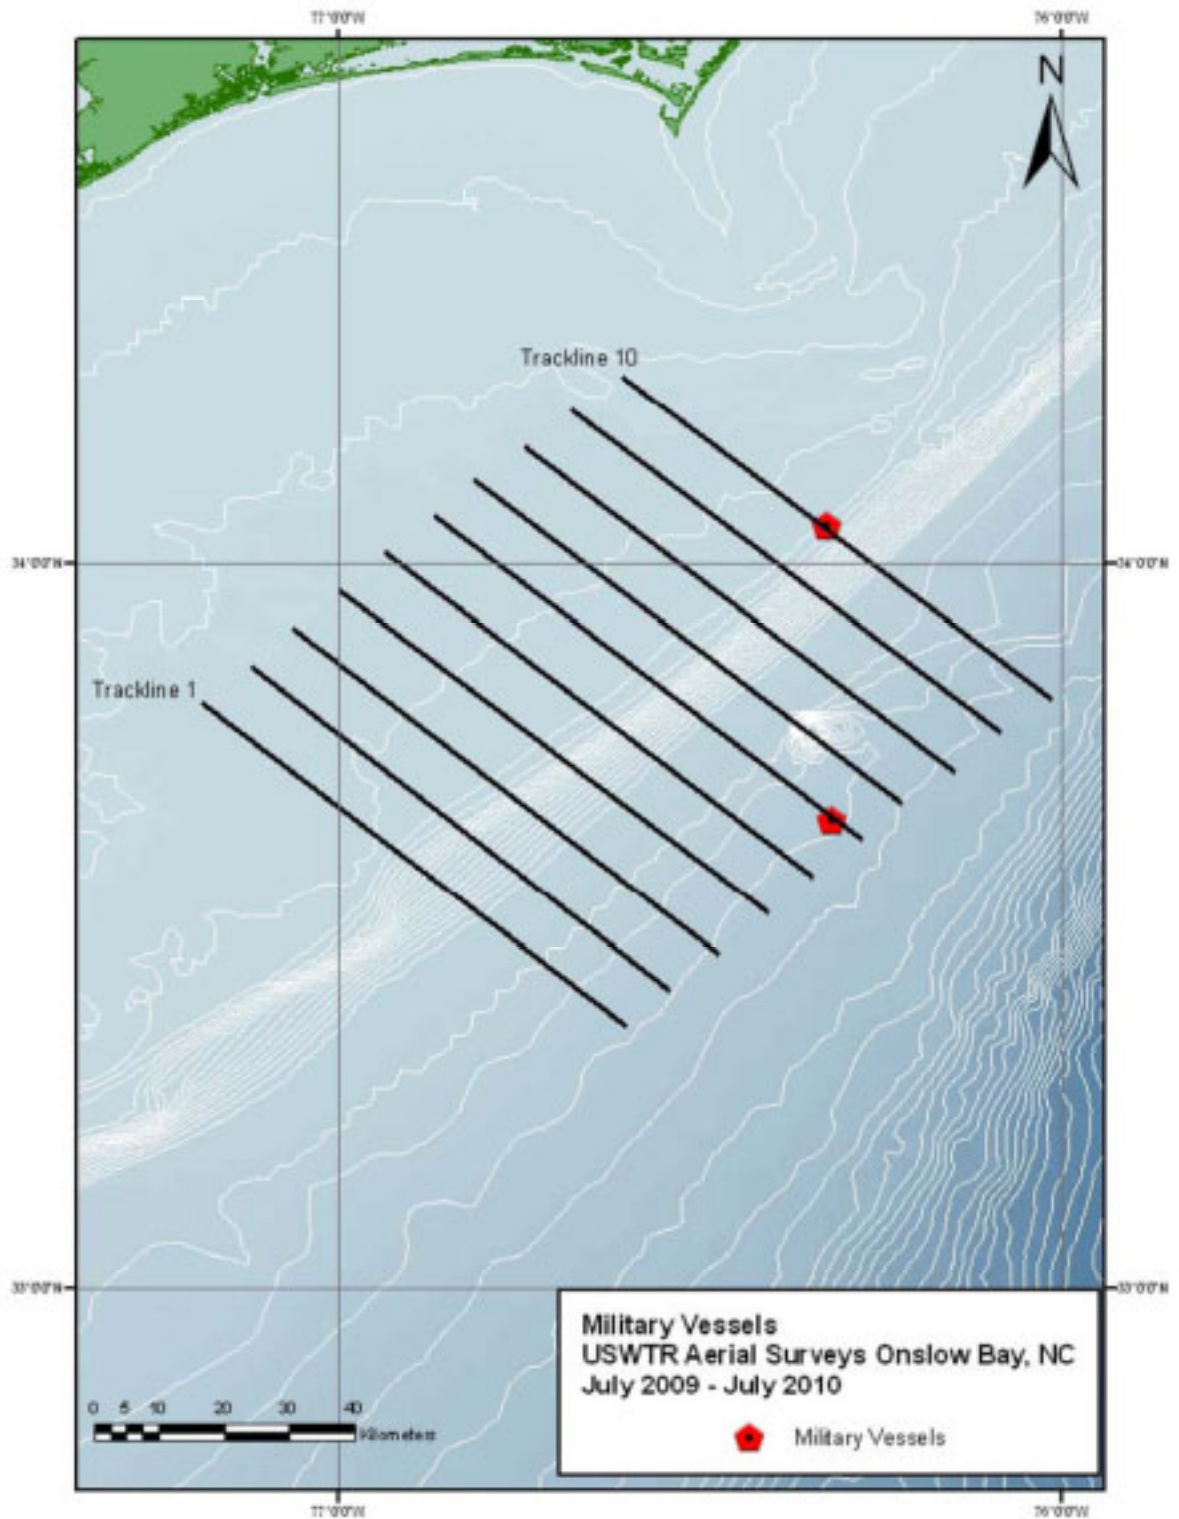 77°0'0"W 76°0'0"W
N
Trackline 10
34°0'0"N 34°0'0"N
Trackline 1
33°0'0"N 33°0'0"N
Military Vessels
USWTR Aerial Surveys Onslow Bay, NC
July 2009 - July 2010
Military Vessels
0 5 10 20 30 40
Kilometers
77°0'0"W 76°0'0"W